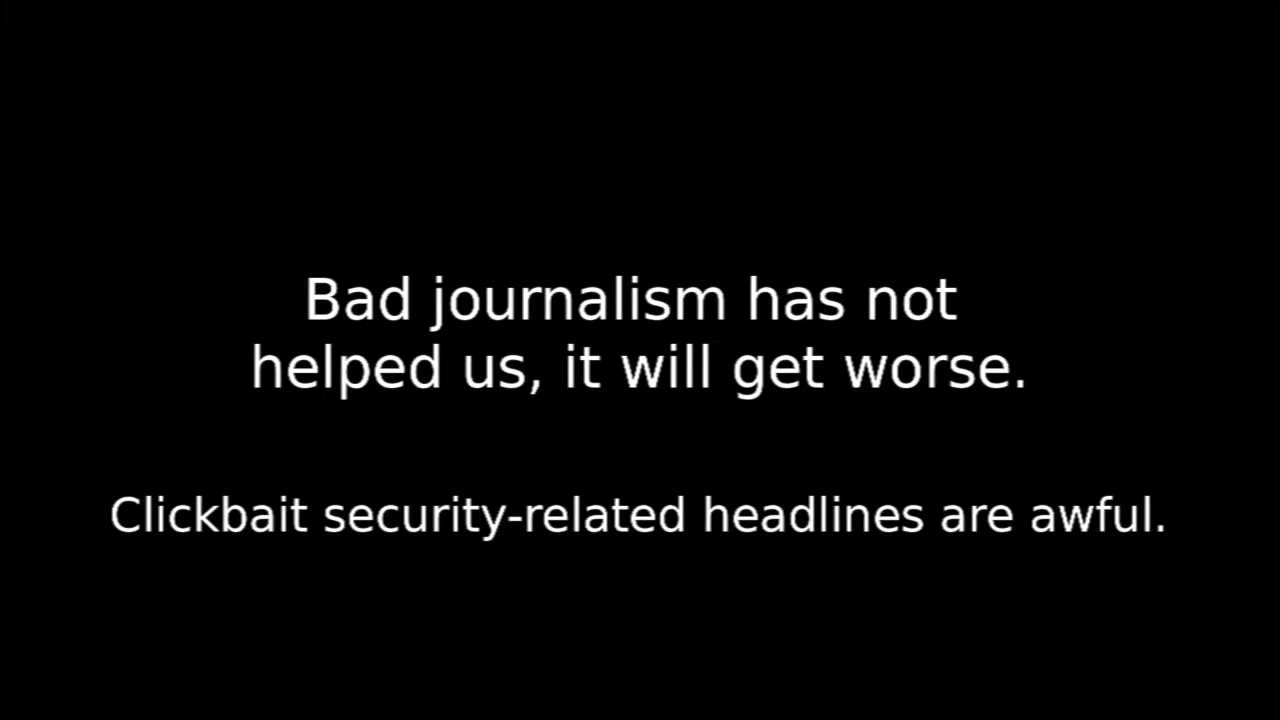 Bad journalism has not
helped us, it will get worse.
Clickbait security-related headlines are awful.